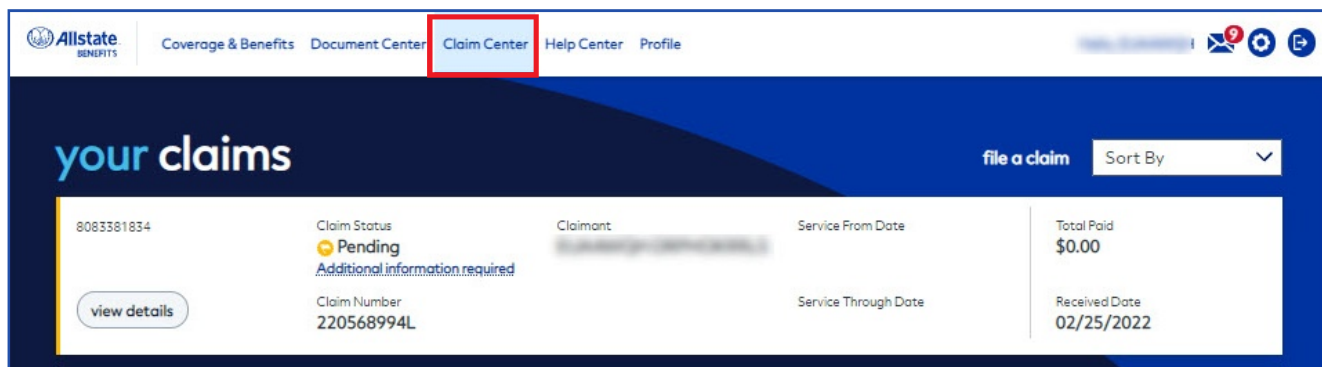 Allstate
BENEFITS
Coverage & Benefits Document Center Claim Center Help Center Profile
9
your claims
file a claim Sort By
8083381834 Claim Status Claimant Service From Date Total Paid
Pending $0.00
Additional information required
view details Claim Number Service Through Date Received Date
220568994L 02/25/2022